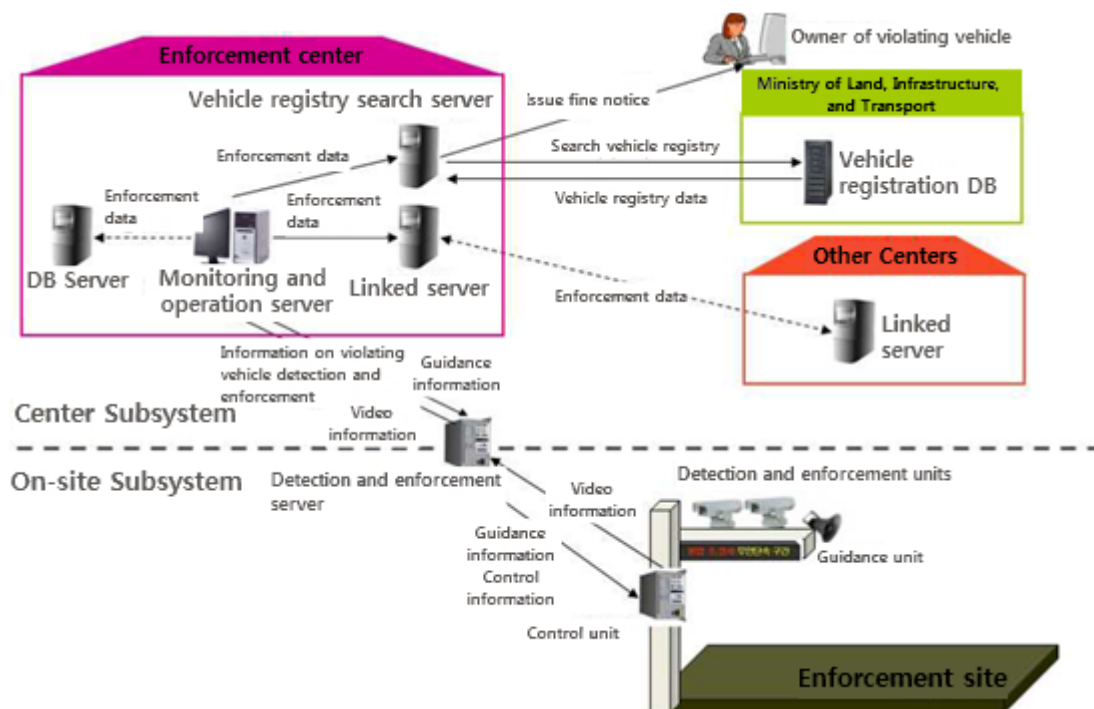 Enforcement center
Owner of violating vehicle
Ministry of Land, Infrastructure,
and Transport
Vehicle registry search server
Issue fine notice
Search vehicle registry
Enforcement data
Vehicle
registration DB
Vehicle registry data
Enforcement
data
Enforcement
data
DB Server
Monitoring and
operation server
Linked server
Other Centers
Enforcement data
Linked
server
Information on violating
vehicle detection and
enforcement
Guidance
information
Center Subsystem
Video
information
On-site Subsystem
Detection and enforcement
server
Video
information
Detection and enforcement units
Guidance
information
Control
information
Guidance unit
Control unit
Enforcement site